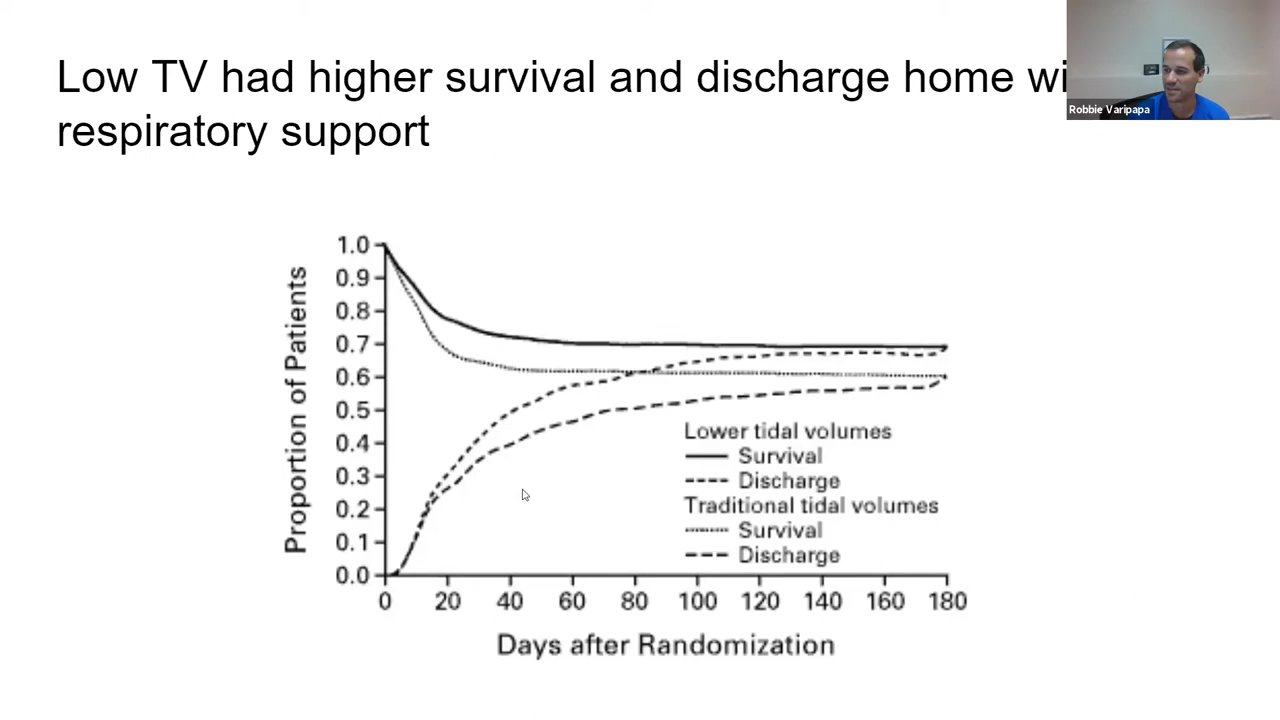 Low TV had higher survival and discharge home wi
respiratory support
Robbie Varipapa
Proportion of Patients
1.0
0.9
0.8
0.7
0.6
0.5
0.4
0.3
0.2
0.1
0.0
Lower tidal volumes
Survival
Discharge
Traditional tidal volumes
Survival
Discharge
0 20 40 60 80 100 120 140 160 180
Days after Randomization